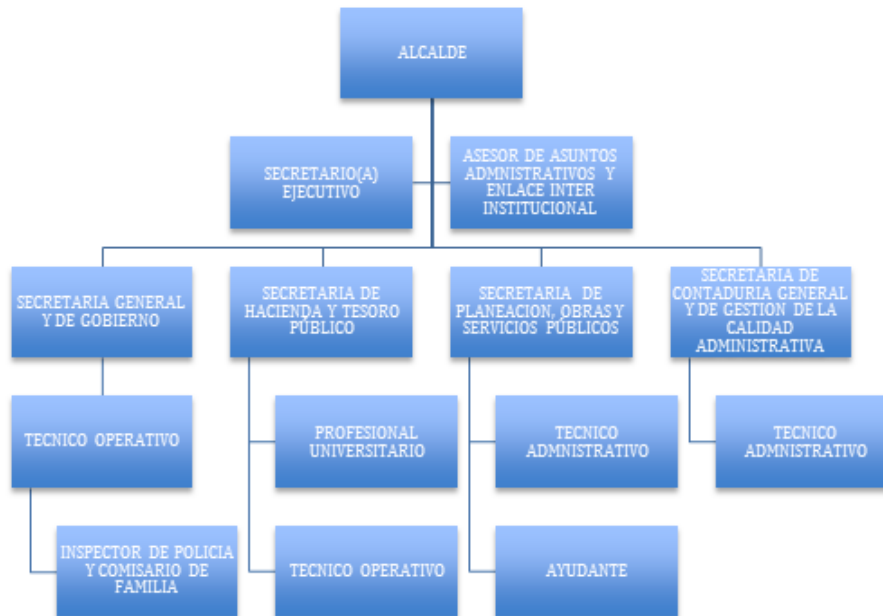 ALCALDE
SECRETARIO(A)
EJECUTIVO
ASESOR DE ASUNTOS
ADMNISTRATIVOS Y
ENLACE INTER
INSTITUCIONAL
SECRETARIA GENERAL
Y DE GOBIERNO
SECRETARIA DE
HACIENDA Y TESORO
PÚBLICO
SECRETARIA DE
PLANEACION, OBRAS Y
SERVICIOS PÚBLICOS
SECRETARIA DE
CONTADURIA GENERAL
Y DE GESTION DE LA
CALIDAD
ADMINISTRATIVA
TECNICO OPERATIVO
PROFESIONAL
UNIVERSITARIO
TECNICO
ADMNISTRATIVO
TECNICO
ADMNISTRATIVO
INSPECTOR DE POLICIA
Y COMISARIO DE
FAMILIA
TECNICO OPERATIVO
AYUDANTE